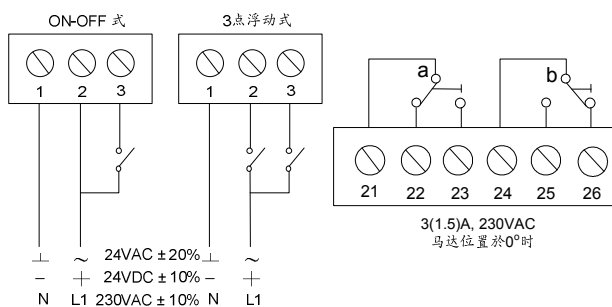 ON-OFF 式
1 2 3
3点浮动式
1 2 3
a
b
21 22 23 24 25 26
3(1.5)A, 230VAC
马达位置於0°时
⊥ ~ 24VAC ±20% ⊥ ~
− + 24VDC ±10% − +
N L1 230VAC ±10% N L1